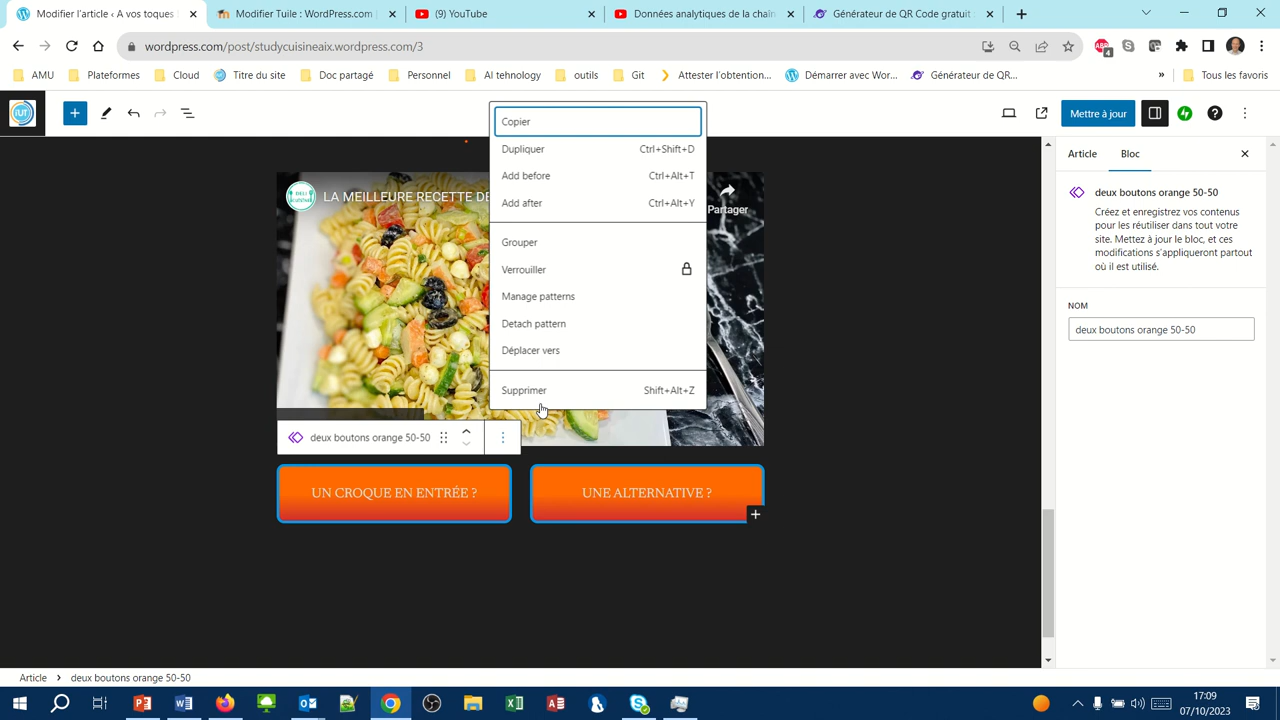 Modifier l'article ‹ A vos toques
Modifier Tuile : WordPress.com
(9) YouTube
Données analytiques de la chaîn
Générateur de QR Code gratuit
wordpress.com/post/studycuisineaix.wordpress.com/3
4
AMU
Plateformes
Cloud
Titre du site
Doc partagé
Personnel
AI tehnology
outils
Git
Attester l'obtention...
Démarrer avec Wor...
Générateur de QR...
»
Tous les favoris
iut
Mettre à jour
Copier
Dupliquer Ctrl+Shift+D
Add before Ctrl+Alt+T
Add after Ctrl+Alt+Y
Grouper
Verrouiller
Manage patterns
Detach pattern
Déplacer vers
Supprimer Shift+Alt+Z
LA MEILLEURE RECETTE DE
Partager
deux boutons orange 50-50
UN CROQUE EN ENTRÉE ?
UNE ALTERNATIVE ?
Article
Bloc
deux boutons orange 50-50
Créez et enregistrez vos contenus
pour les réutiliser dans tout votre
site. Mettez à jour le bloc, et ces
modifications s'appliqueront partout
où il est utilisé.
NOM
deux boutons orange 50-50
Article
deux boutons orange 50-50
17:09
07/10/2023